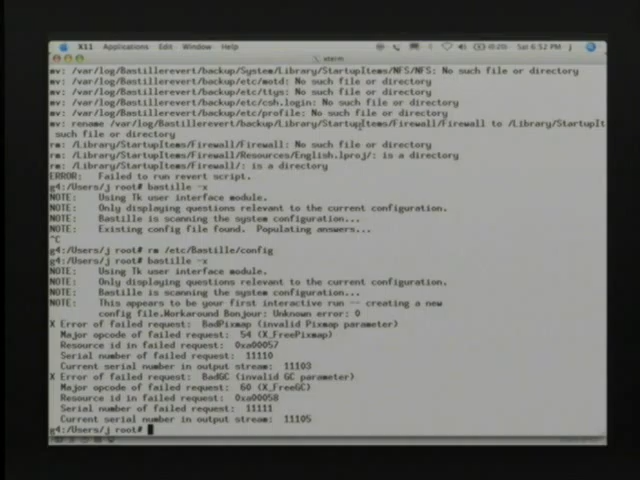 X11 Applications Edit Window Help Sat 6:52 PM j
xterm
mv: /var/log/Bastillerevert/backup/System/Library/StartupItems/NFS/NFS: No such file or directory
mv: /var/log/Bastillerevert/backup/etc/motd: No such file or directory
mv: /var/log/Bastillerevert/backup/etc/ttys: No such file or directory
mv: /var/log/Bastillerevert/backup/etc/csh.login: No such file or directory
mv: /var/log/Bastillerevert/backup/etc/profile: No such file or directory
mv: rename /var/log/Bastillerevert/backup/Library/StartupItems/Firewall/Firewall to /Library/StartupIt
such file or directory
rm: /Library/StartupItems/Firewall/Firewall: No such file or directory
rm: /Library/StartupItems/Firewall/Resources/English.lproj/: is a directory
rm: /Library/StartupItems/Firewall/: is a directory
ERROR: Failed to run revert script.
g4:/Users/j root# bastille -x
NOTE: Using Tk user interface module.
NOTE: Only displaying questions relevant to the current configuration.
NOTE: Bastille is scanning the system configuration...
NOTE: Existing config file found. Populating answers...
^C
g4:/Users/j root# rm /etc/Bastille/config
g4:/Users/j root# bastille -x
NOTE: Using Tk user interface module.
NOTE: Only displaying questions relevant to the current configuration.
NOTE: Bastille is scanning the system configuration...
NOTE: This appears to be your first interactive run -- creating a new
config file.Workaround Bonjour: Unknown error: 0
X Error of failed request: BadPixmap (invalid Pixmap parameter)
Major opcode of failed request: 54 (X_FreePixmap)
Resource id in failed request: 0xa00057
Serial number of failed request: 11110
Current serial number in output stream: 11103
X Error of failed request: BadGC (invalid GC parameter)
Major opcode of failed request: 60 (X_FreeGC)
Resource id in failed request: 0xa00058
Serial number of failed request: 11111
Current serial number in output stream: 11105
g4:/Users/j root#